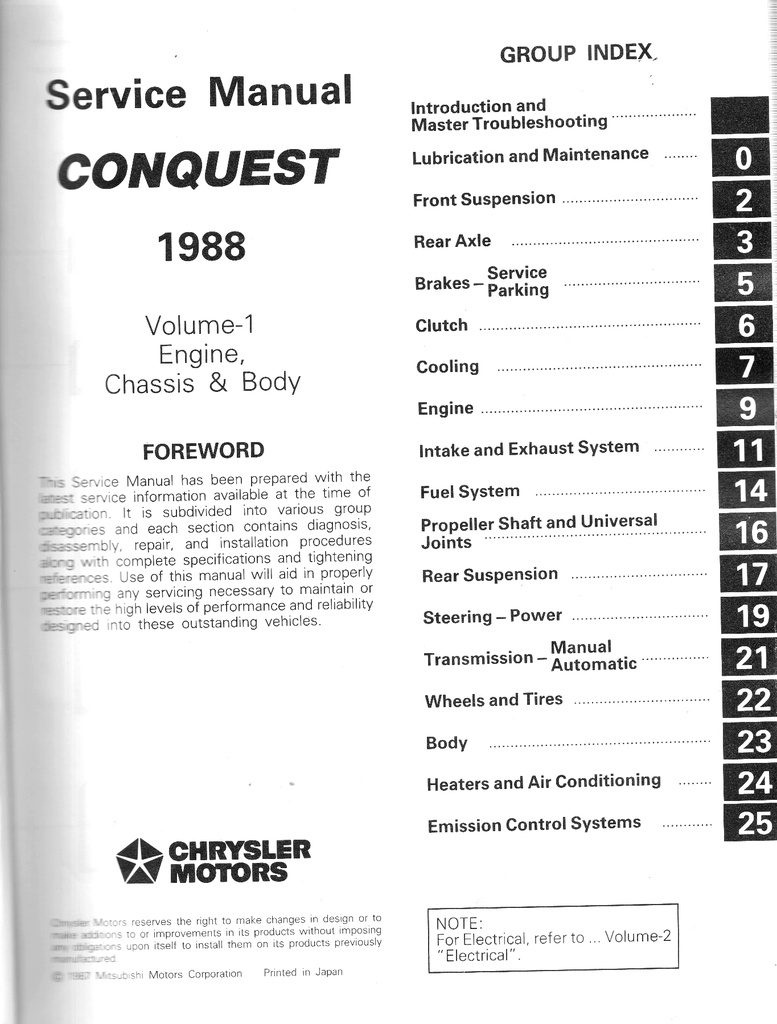 Service Manual
CONQUEST
1988
Volume-1
Engine,
Chassis & Body
FOREWORD
This Service Manual has been prepared with the
latest service information available at the time of
publication. It is subdivided into various group
categories and each section contains diagnosis,
disassembly, repair, and installation procedures
along with complete specifications and tightening
references. Use of this manual will aid in properly
performing any servicing necessary to maintain or
restore the high levels of performance and reliability
designed into these outstanding vehicles.
CHRYSLER
MOTORS
Chrysler Motors reserves the right to make changes in design or to
make additions to or improvements in its products without imposing
any obligations upon itself to install them on its products previously
manufactured.
© 1987 Mitsubishi Motors Corporation Printed in Japan
GROUP INDEX
Introduction and
Master Troubleshooting
Lubrication and Maintenance 0
Front Suspension 2
Rear Axle 3
Brakes – Service
Parking 5
Clutch 6
Cooling 7
Engine 9
Intake and Exhaust System 11
Fuel System 14
Propeller Shaft and Universal
Joints 16
Rear Suspension 17
Steering – Power 19
Transmission – Manual
Automatic 21
Wheels and Tires 22
Body 23
Heaters and Air Conditioning 24
Emission Control Systems 25
NOTE:
For Electrical, refer to ... Volume-2
"Electrical".